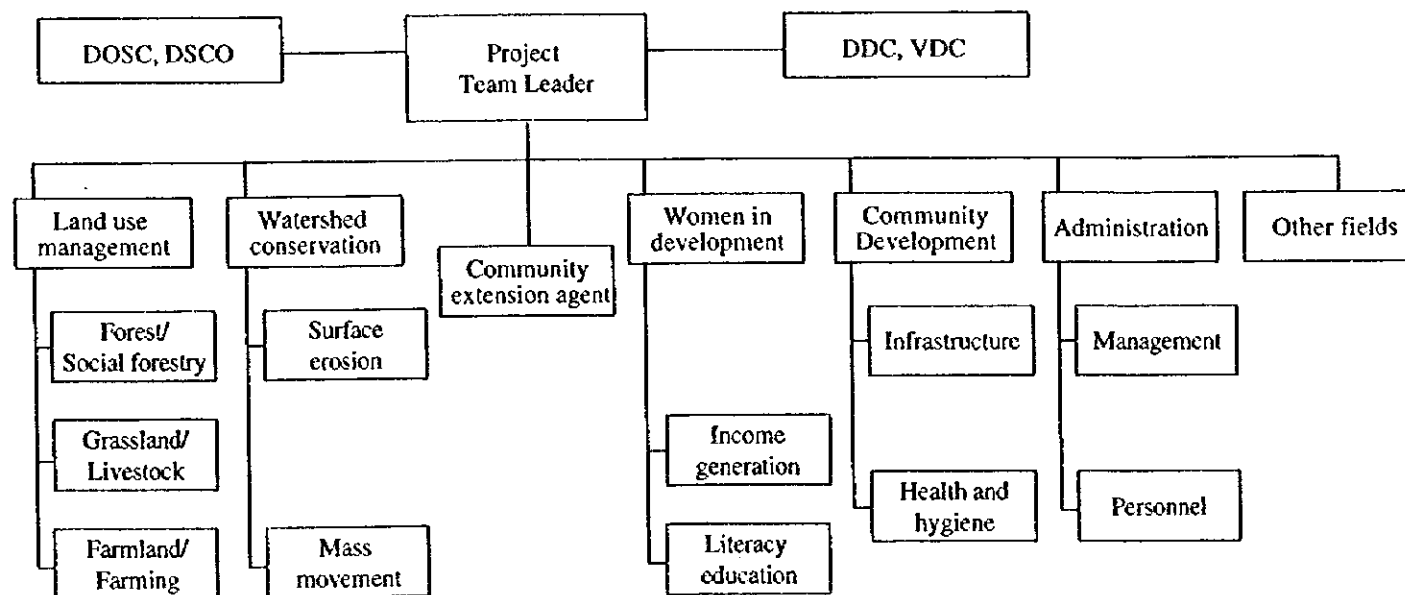 DOSC, DSCO
Project
Team Leader
DDC, VDC
Land use
management
Watershed
conservation
Community
extension agent
Women in
development
Community
Development
Administration
Other fields
Forest/
Social forestry
Surface
erosion
Infrastructure
Management
Grassland/
Livestock
Income
generation
Health and
hygiene
Personnel
Farmland/
Farming
Mass
movement
Literacy
education